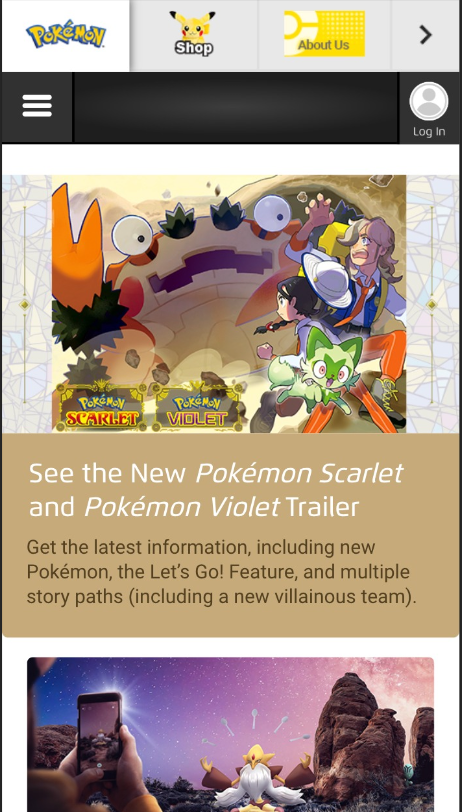 Pokémon
Shop
About Us
Log In
Pokémon
SCARLET
Pokémon
VIOLET
See the New Pokémon Scarlet
and Pokémon Violet Trailer
Get the latest information, including new
Pokémon, the Let’s Go! Feature, and multiple
story paths (including a new villainous team).